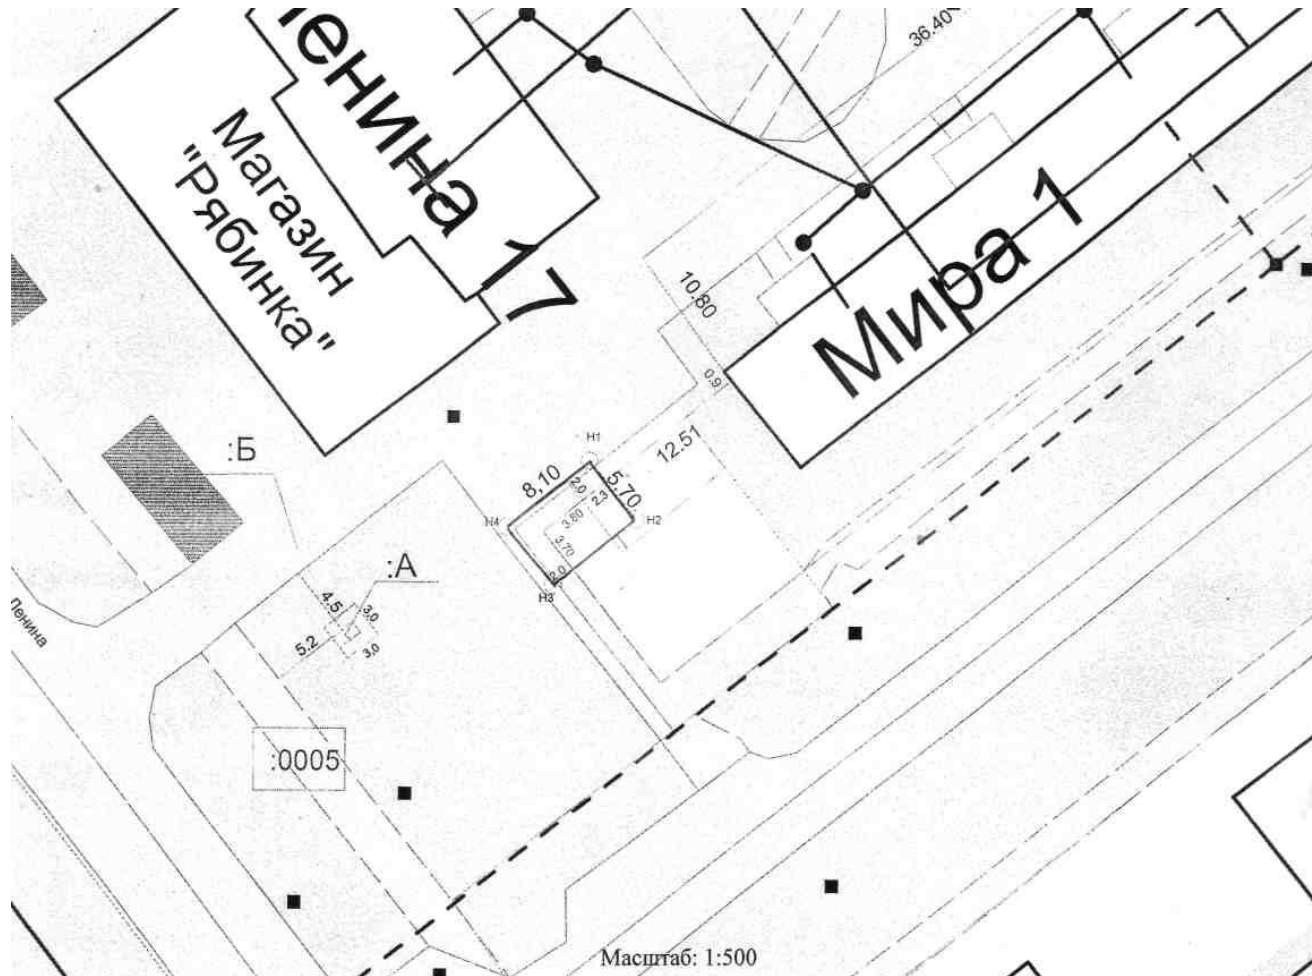 36.40
Ленина 17
Магазин
"Рябинка"
Мира 1
10.80
0.9
12.51
:Б
Н1
8,10
5.70
2.0
2.3
3.60
3.70
2.0
Н4
Н2
Н3
:А
4.5
3.0
5.2
3.0
Ленина
:0005
Масштаб: 1:500